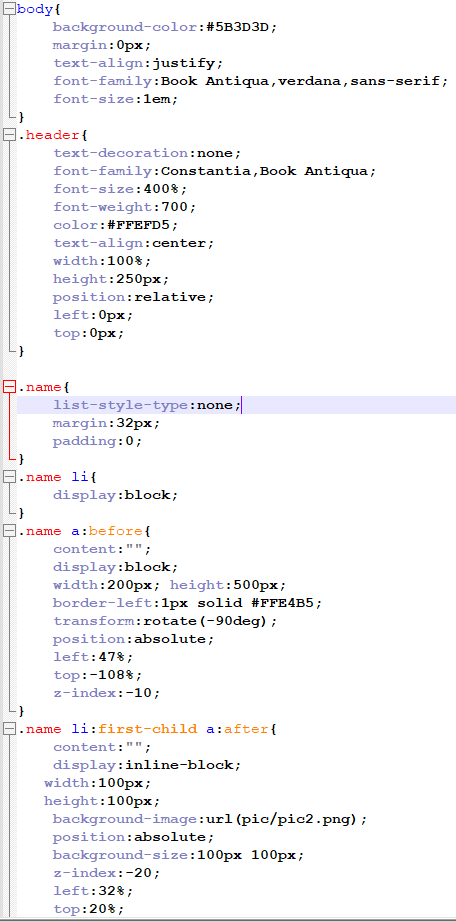 body{
background-color:#5B3D3D;
margin:0px;
text-align:justify;
font-family:Book Antiqua,verdana,sans-serif;
font-size:1em;
}
.header{
text-decoration:none;
font-family:Constantia,Book Antiqua;
font-size:400%;
font-weight:700;
color:#FFEFD5;
text-align:center;
width:100%;
height:250px;
position:relative;
left:0px;
top:0px;
}
.name{
list-style-type:none;
margin:32px;
padding:0;
}
.name li{
display:block;
}
.name a:before{
content:"";
display:block;
width:200px; height:500px;
border-left:1px solid #FFE4B5;
transform:rotate(-90deg);
position:absolute;
left:47%;
top:-108%;
z-index:-10;
}
.name li:first-child a:after{
content:"";
display:inline-block;
width:100px;
height:100px;
background-image:url(pic/pic2.png);
position:absolute;
background-size:100px 100px;
z-index:-20;
left:32%;
top:20%;